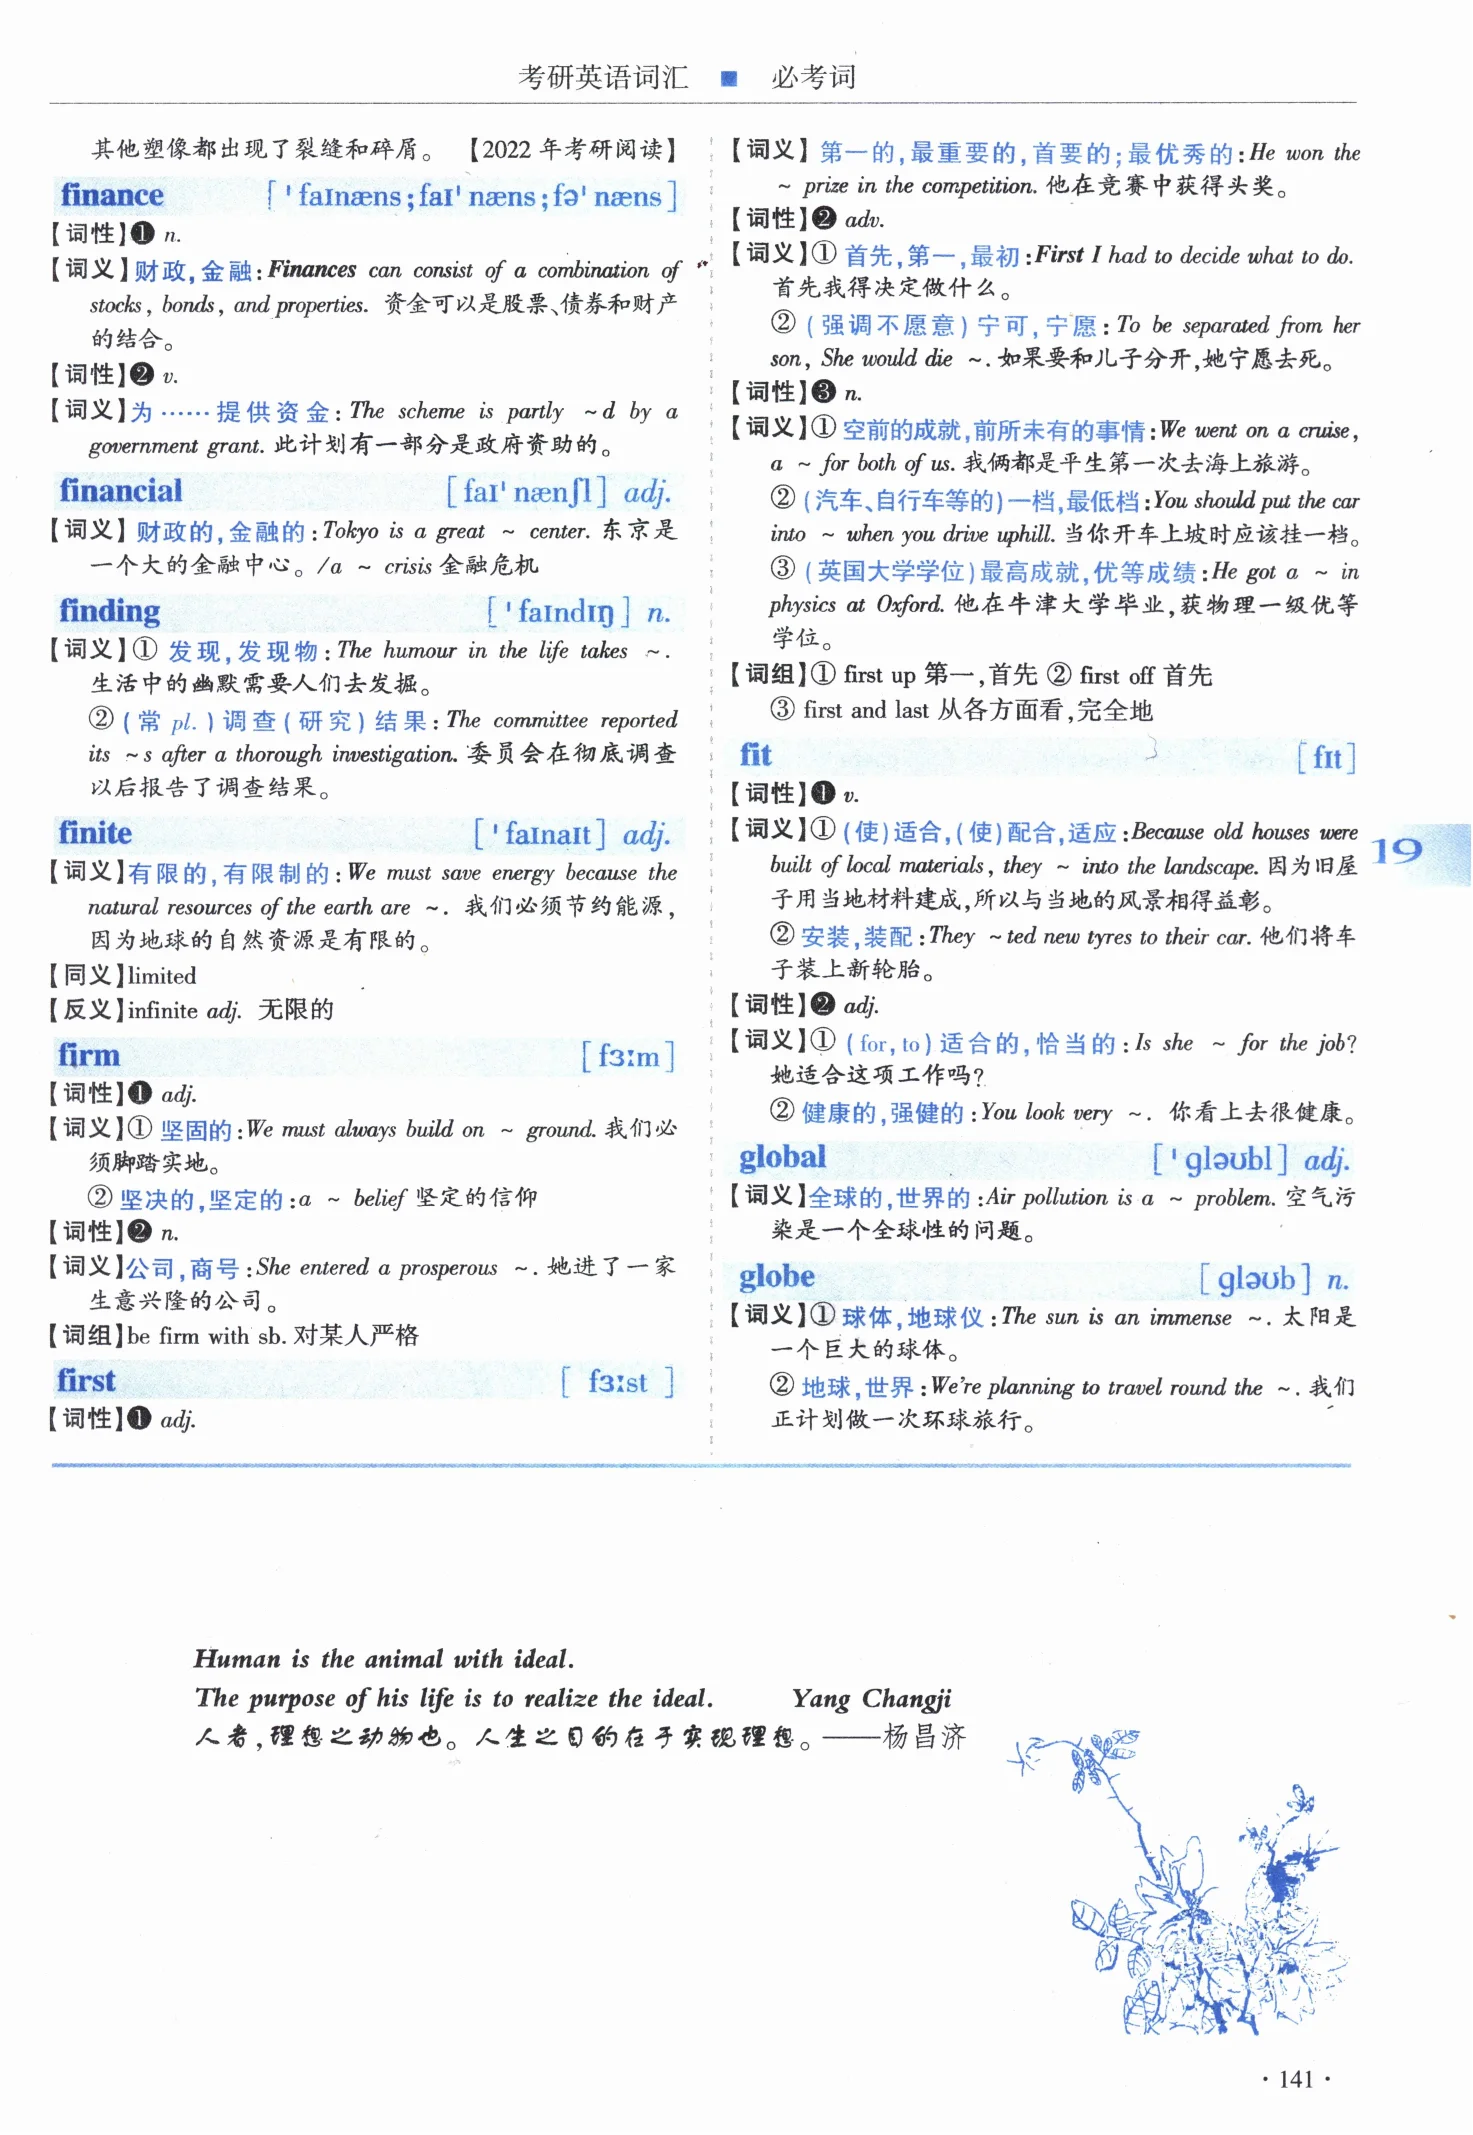 考研英语词汇 ■ 必考词
其他塑像都出现了裂缝和碎屑。 【2022 年考研阅读】
finance [ˈfaɪnæns;faɪˈnæns;fəˈnæns]
【词性】❶ n.
【词义】财政,金融:Finances can consist of a combination of
stocks, bonds, and properties. 资金可以是股票、债券和财产
的结合。
【词性】❷ v.
【词义】为……提供资金:The scheme is partly ~d by a
government grant. 此计划有一部分是政府资助的。
financial [faɪˈnænʃl] adj.
【词义】财政的,金融的:Tokyo is a great ~ center. 东京是
一个大的金融中心。/a ~ crisis 金融危机
finding [ˈfaɪndɪŋ] n.
【词义】① 发现,发现物:The humour in the life takes ~.
生活中的幽默需要人们去发掘。
② (常 pl.)调查(研究)结果:The committee reported
its ~s after a thorough investigation. 委员会在彻底调查
以后报告了调查结果。
finite [ˈfaɪnaɪt] adj.
【词义】有限的,有限制的:We must save energy because the
natural resources of the earth are ~. 我们必须节约能源,
因为地球的自然资源是有限的。
【同义】limited
【反义】infinite adj. 无限的
firm [fɜːm]
【词性】❶ adj.
【词义】① 坚固的:We must always build on ~ ground. 我们必
须脚踏实地。
② 坚决的,坚定的:a ~ belief 坚定的信仰
【词性】❷ n.
【词义】公司,商号:She entered a prosperous ~. 她进了一家
生意兴隆的公司。
【词组】be firm with sb. 对某人严格
first [fɜːst]
【词性】❶ adj.
【词义】第一的,最重要的,首要的;最优秀的:He won the
~ prize in the competition. 他在竞赛中获得头奖。
【词性】❷ adv.
【词义】① 首先,第一,最初:First I had to decide what to do.
首先我得决定做什么。
② (强调不愿意)宁可,宁愿:To be separated from her
son, She would die ~. 如果要和儿子分开,她宁愿去死。
【词性】❸ n.
【词义】① 空前的成就,前所未有的事情:We went on a cruise,
a ~ for both of us. 我俩都是平生第一次去海上旅游。
② (汽车、自行车等的)一档,最低档:You should put the car
into ~ when you drive uphill. 当你开车上坡时应该挂一档。
③ (英国大学学位)最高成就,优等成绩:He got a ~ in
physics at Oxford. 他在牛津大学毕业,获物理一级优等
学位。
【词组】① first up 第一,首先 ② first off 首先
③ first and last 从各方面看,完全地
fit [fɪt]
【词性】❶ v.
【词义】① (使)适合,(使)配合,适应:Because old houses were
built of local materials, they ~ into the landscape. 因为旧屋
子用当地材料建成,所以与当地的风景相得益彰。
② 安装,装配:They ~ted new tyres to their car. 他们将车
子装上新轮胎。
【词性】❷ adj.
【词义】① (for, to)适合的,恰当的:Is she ~ for the job?
她适合这项工作吗?
② 健康的,强健的:You look very ~. 你看上去很健康。
global [ˈɡləʊbl] adj.
【词义】全球的,世界的:Air pollution is a ~ problem. 空气污
染是一个全球性的问题。
globe [ɡləʊb] n.
【词义】① 球体,地球仪:The sun is an immense ~. 太阳是
一个巨大的球体。
② 地球,世界:We're planning to travel round the ~. 我们
正计划做一次环球旅行。
19
Human is the animal with ideal.
The purpose of his life is to realize the ideal. Yang Changji
人者,理想之动物也。人生之目的在于实现理想。——杨昌济
· 141 ·